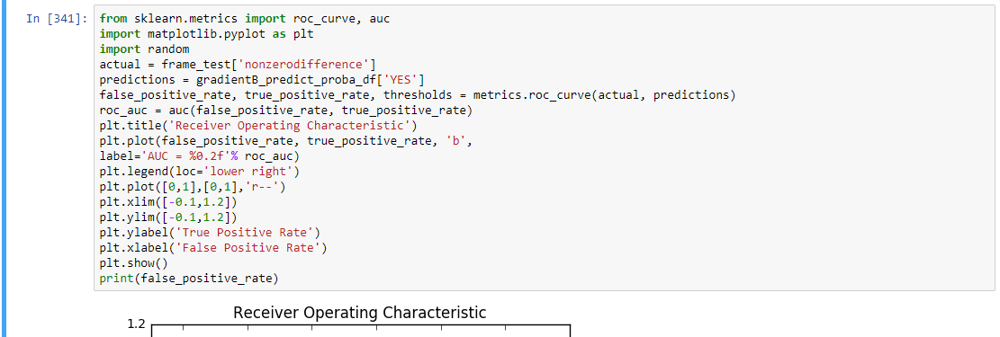 In [341]: from sklearn.metrics import roc_curve, auc
import matplotlib.pyplot as plt
import random
actual = frame_test['nonzerodifference']
predictions = gradientB_predict_proba_df['YES']
false_positive_rate, true_positive_rate, thresholds = metrics.roc_curve(actual, predictions)
roc_auc = auc(false_positive_rate, true_positive_rate)
plt.title('Receiver Operating Characteristic')
plt.plot(false_positive_rate, true_positive_rate, 'b',
label='AUC = %0.2f'% roc_auc)
plt.legend(loc='lower right')
plt.plot([0,1],[0,1],'r--')
plt.xlim([-0.1,1.2])
plt.ylim([-0.1,1.2])
plt.ylabel('True Positive Rate')
plt.xlabel('False Positive Rate')
plt.show()
print(false_positive_rate)
Receiver Operating Characteristic
1.2